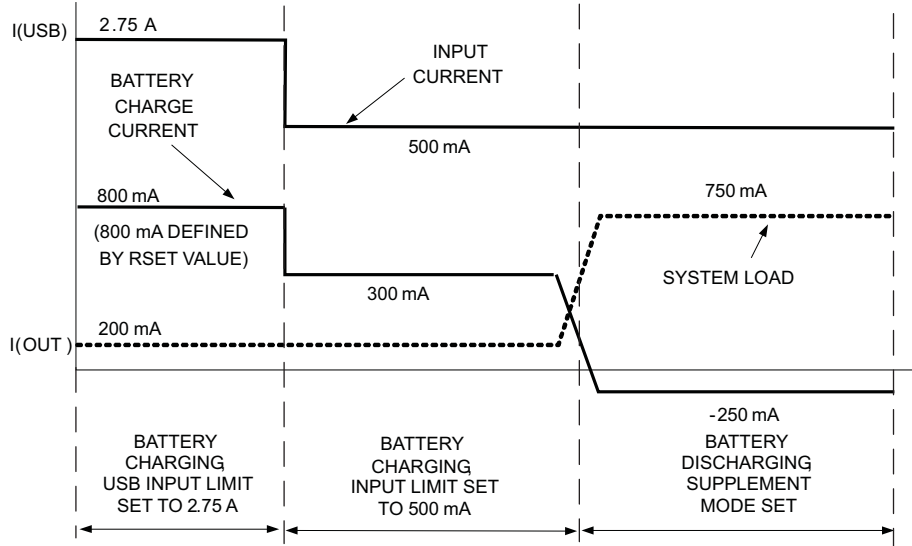 I(USB)
2.75 A
INPUT
CURRENT
BATTERY
CHARGE
CURRENT
500 mA
800 mA
(800 mA DEFINED
BY RSET VALUE)
750 mA
SYSTEM LOAD
300 mA
I(OUT)
200 mA
-250 mA
BATTERY
CHARGING,
USB INPUT LIMIT
SET TO 2.75 A
BATTERY
CHARGING,
INPUT LIMIT SET
TO 500 mA
BATTERY
DISCHARGING,
SUPPLEMENT
MODE SET